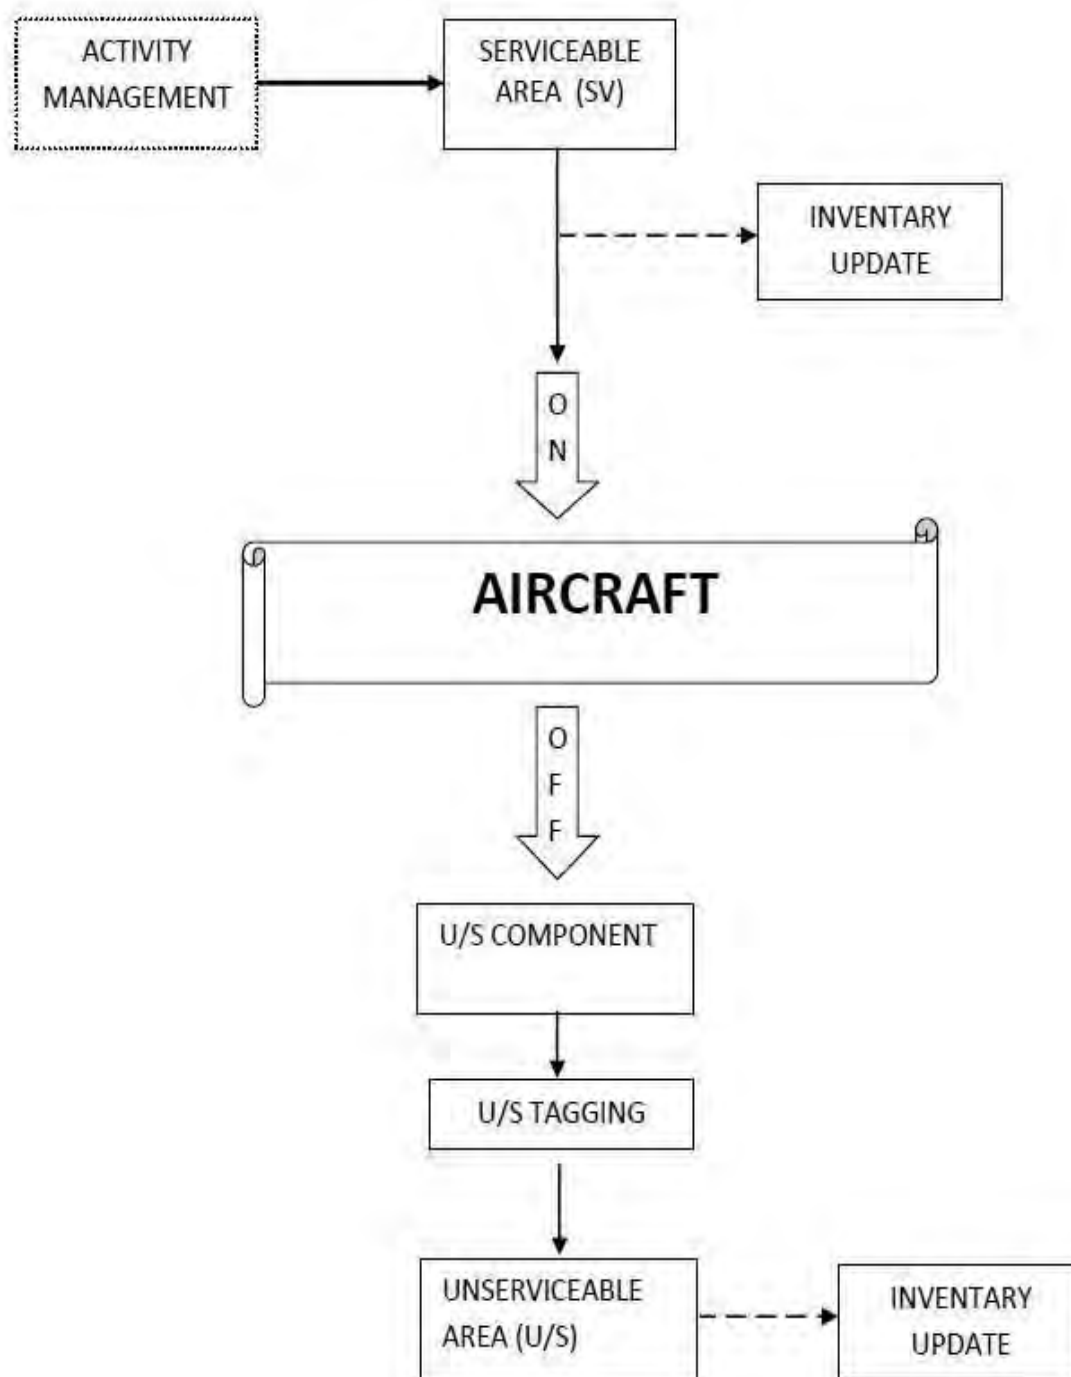 ACTIVITY
MANAGEMENT
SERVICEABLE
AREA (SV)
INVENTARY
UPDATE
O
N
AIRCRAFT
O
F
F
U/S COMPONENT
U/S TAGGING
UNSERVICEABLE
AREA (U/S)
INVENTARY
UPDATE